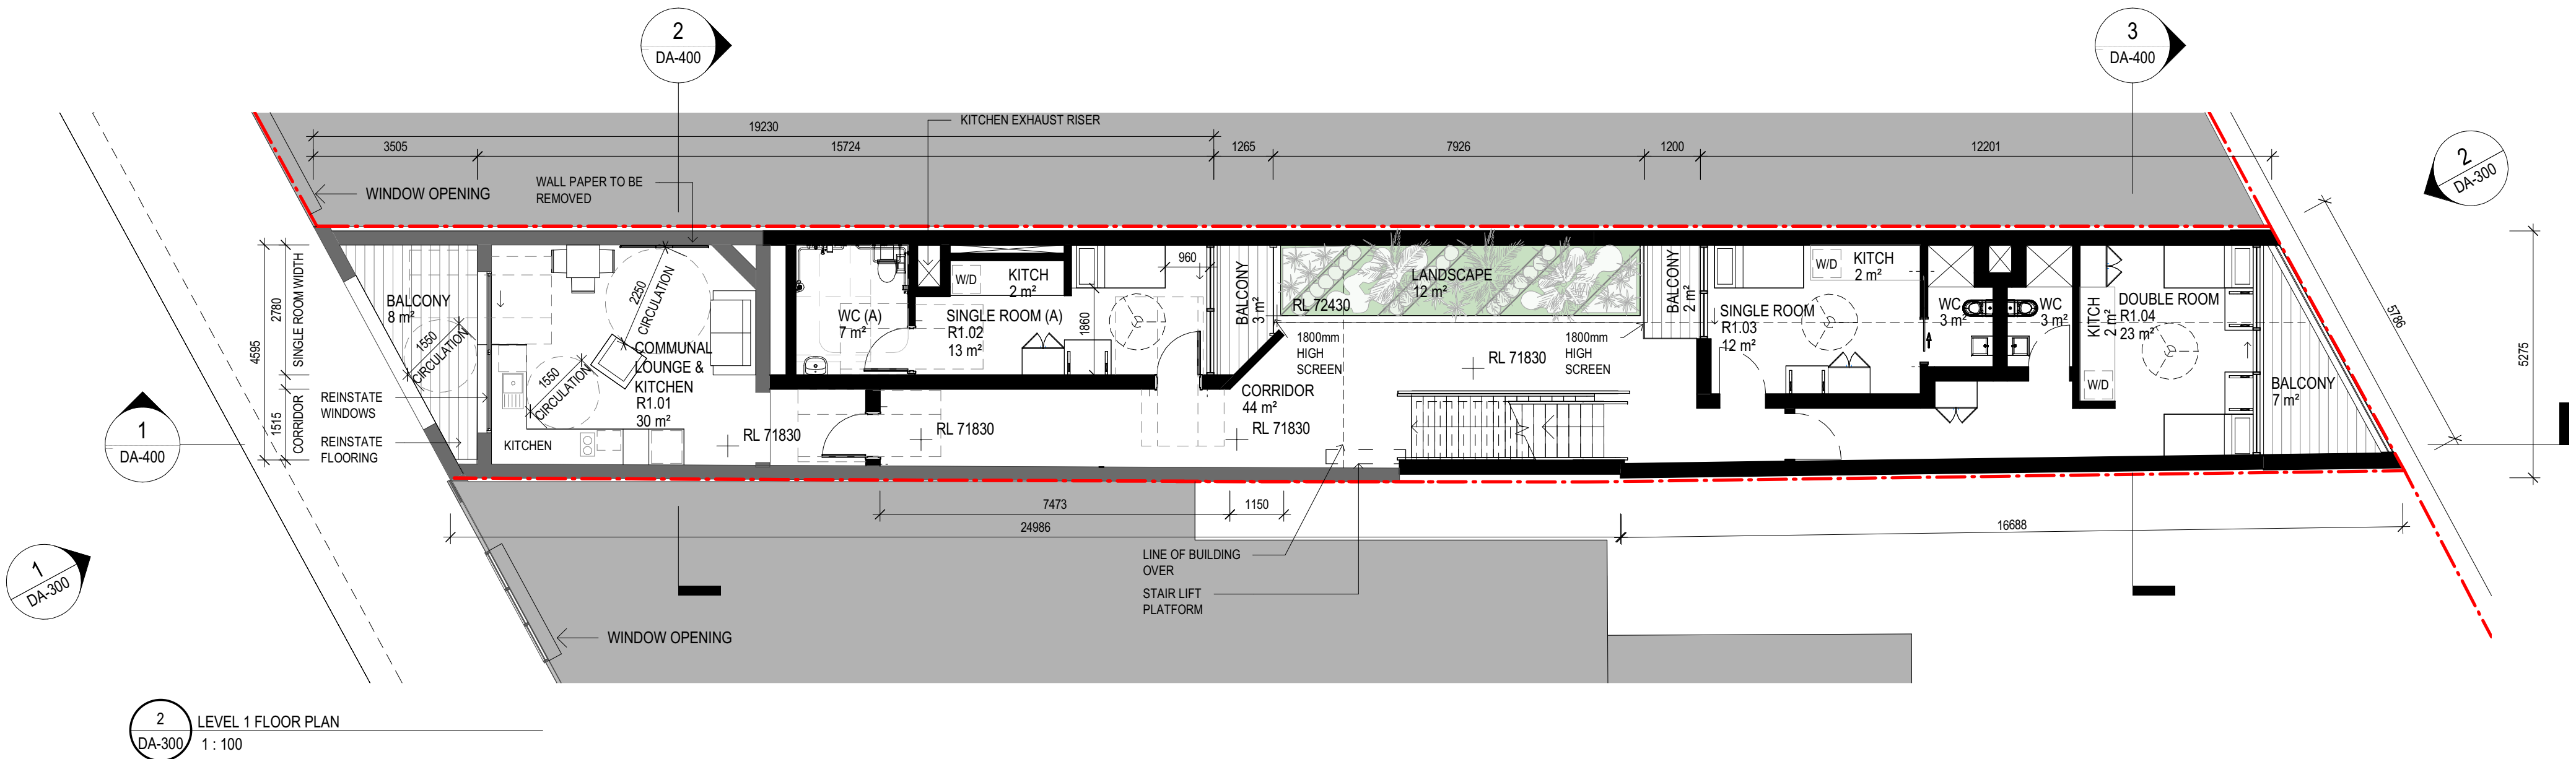 2
DA-400
3
DA-400
19230
KITCHEN EXHAUST RISER
3505
15724
1265
7926
1200
12201
2
DA-300
WINDOW OPENING
WALL PAPER TO BE
REMOVED
5786
4595
2780
SINGLE ROOM WIDTH
1515
CORRIDOR
BALCONY
8 m²
1550
CIRCULATION
2250
CIRCULATION
1550
CIRCULATION
COMMUNAL
LOUNGE &
KITCHEN
R1.01
30 m²
KITCHEN
REINSTATE
WINDOWS
REINSTATE
FLOORING
WC (A)
7 m²
W/D
KITCH
2 m²
SINGLE ROOM (A)
R1.02
13 m²
960
1860
BALCONY
3 m²
RL 72430
LANDSCAPE
12 m²
1800mm
HIGH
SCREEN
1800mm
HIGH
SCREEN
RL 71830
BALCONY
2 m²
W/D
KITCH
2 m²
SINGLE ROOM
R1.03
12 m²
WC
3 m²
WC
3 m²
KITCH
2 m²
W/D
DOUBLE ROOM
R1.04
23 m²
BALCONY
7 m²
5275
CORRIDOR
44 m²
RL 71830
RL 71830
RL 71830
1
DA-400
7473
1150
24986
16688
LINE OF BUILDING
OVER
STAIR LIFT
PLATFORM
1
DA-300
WINDOW OPENING
2
DA-300
LEVEL 1 FLOOR PLAN
1 : 100